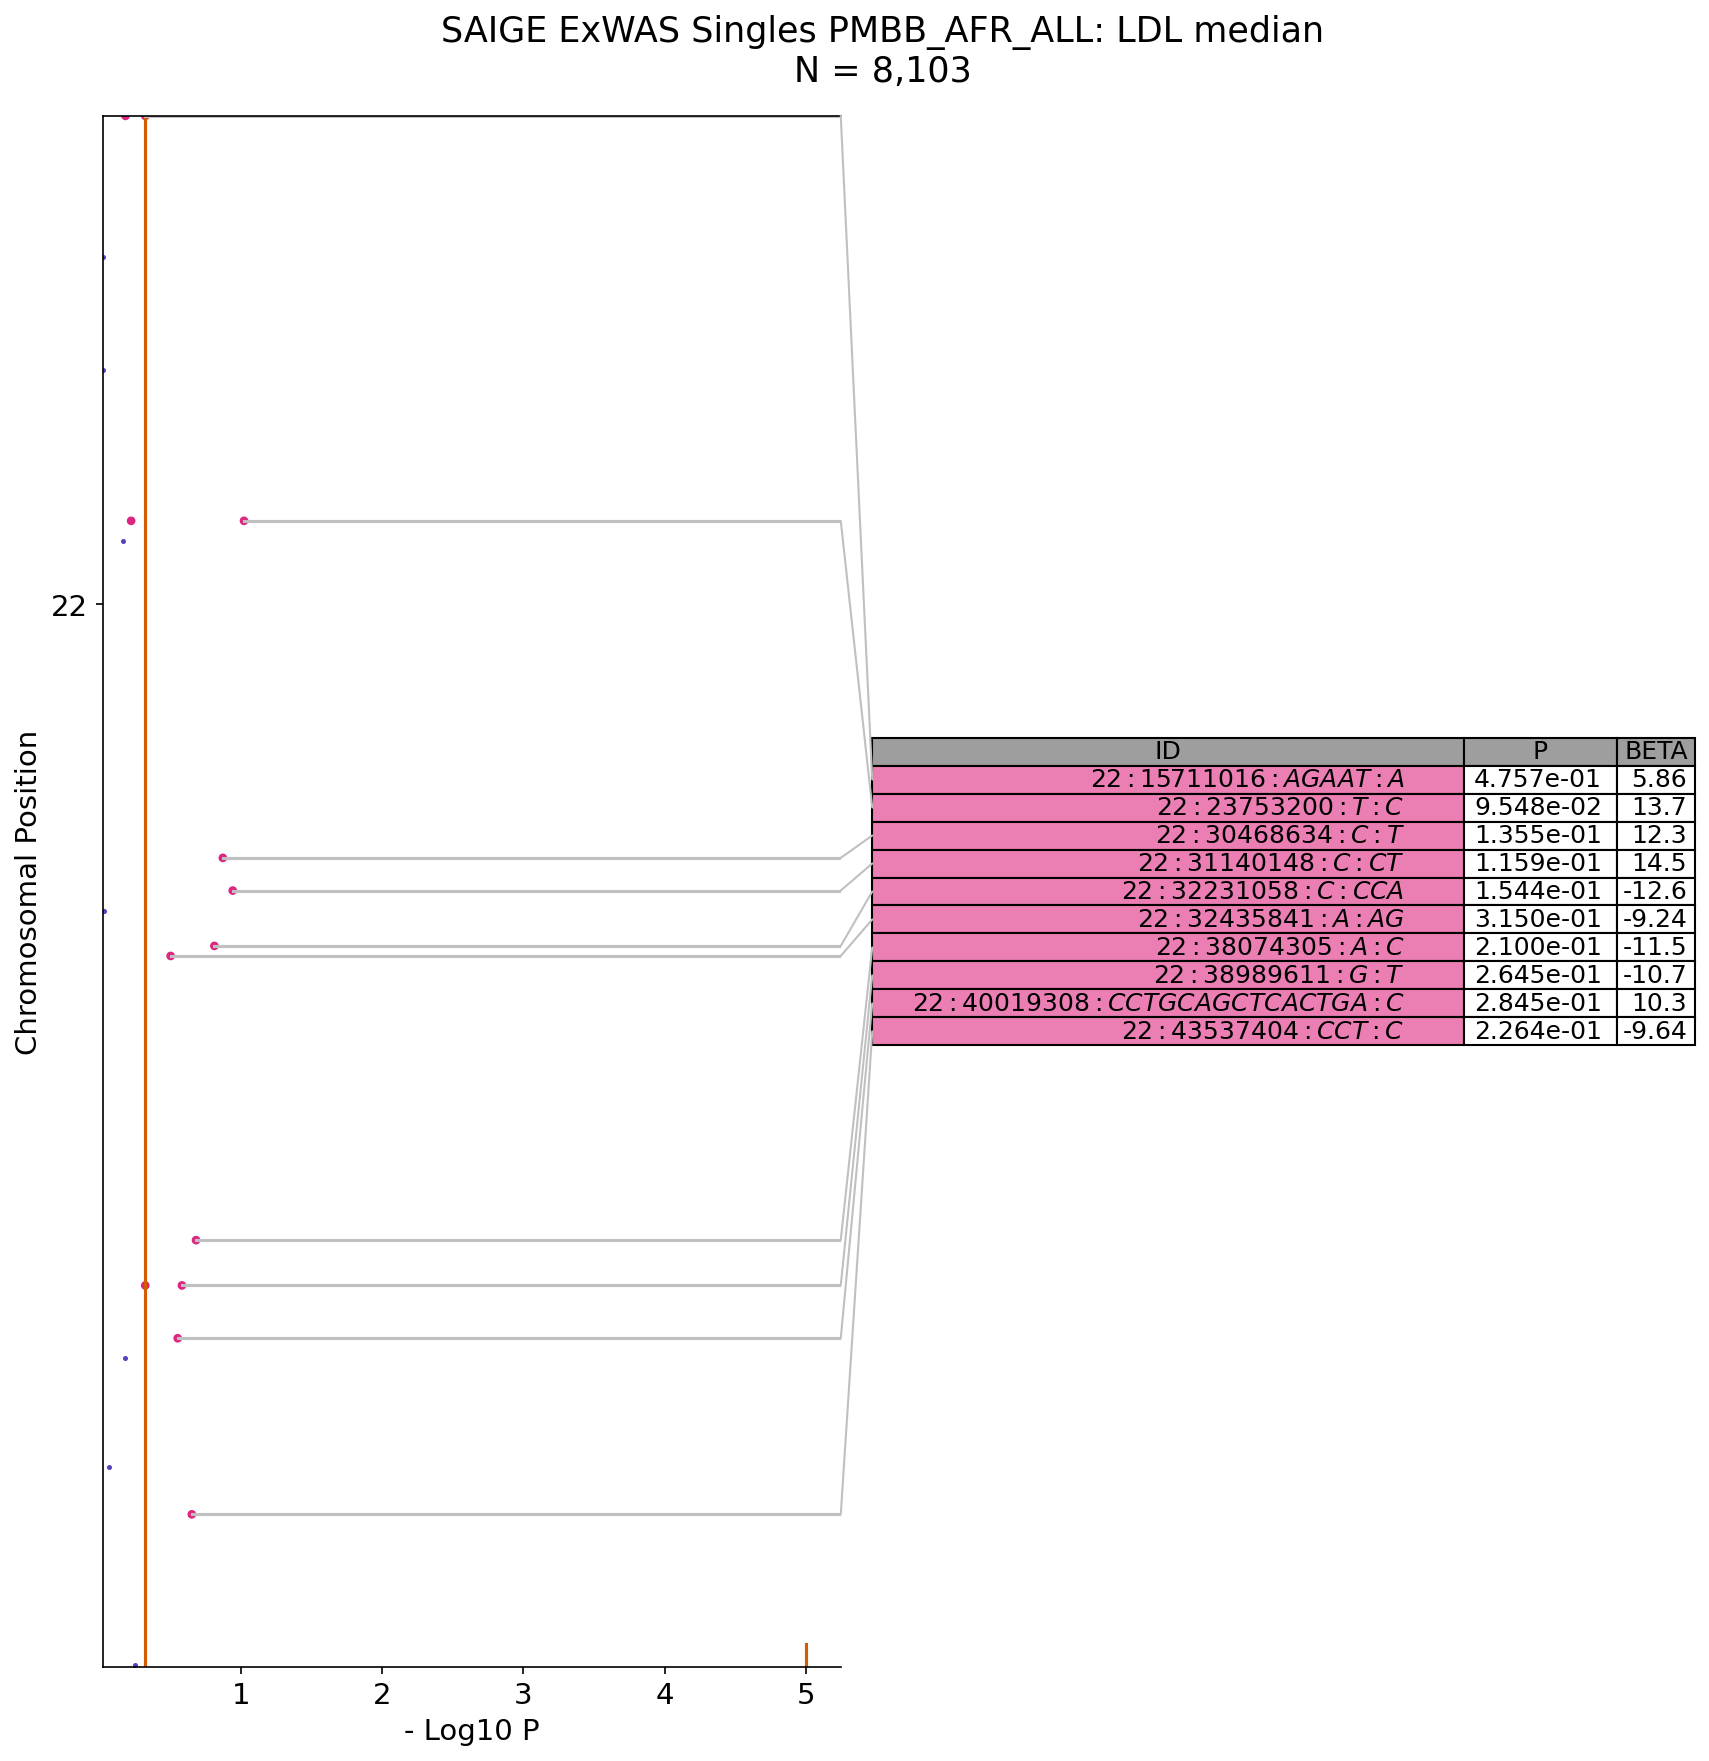 SAIGE ExWAS Singles PMBB_AFR_ALL: LDL median
N = 8,103
22
Chromosomal Position
ID P BETA
22:15711016:AGAAT:A 4.757e-01 5.86
22:23753200:T:C 9.548e-02 13.7
22:30468634:C:T 1.355e-01 12.3
22:31140148:C:CT 1.159e-01 14.5
22:32231058:C:CCA 1.544e-01 -12.6
22:32435841:A:AG 3.150e-01 -9.24
22:38074305:A:C 2.100e-01 -11.5
22:38989611:G:T 2.645e-01 -10.7
22:40019308:CCTGCAGCTCACTGA:C 2.845e-01 10.3
22:43537404:CCT:C 2.264e-01 -9.64
1 2 3 4 5
- Log10 P